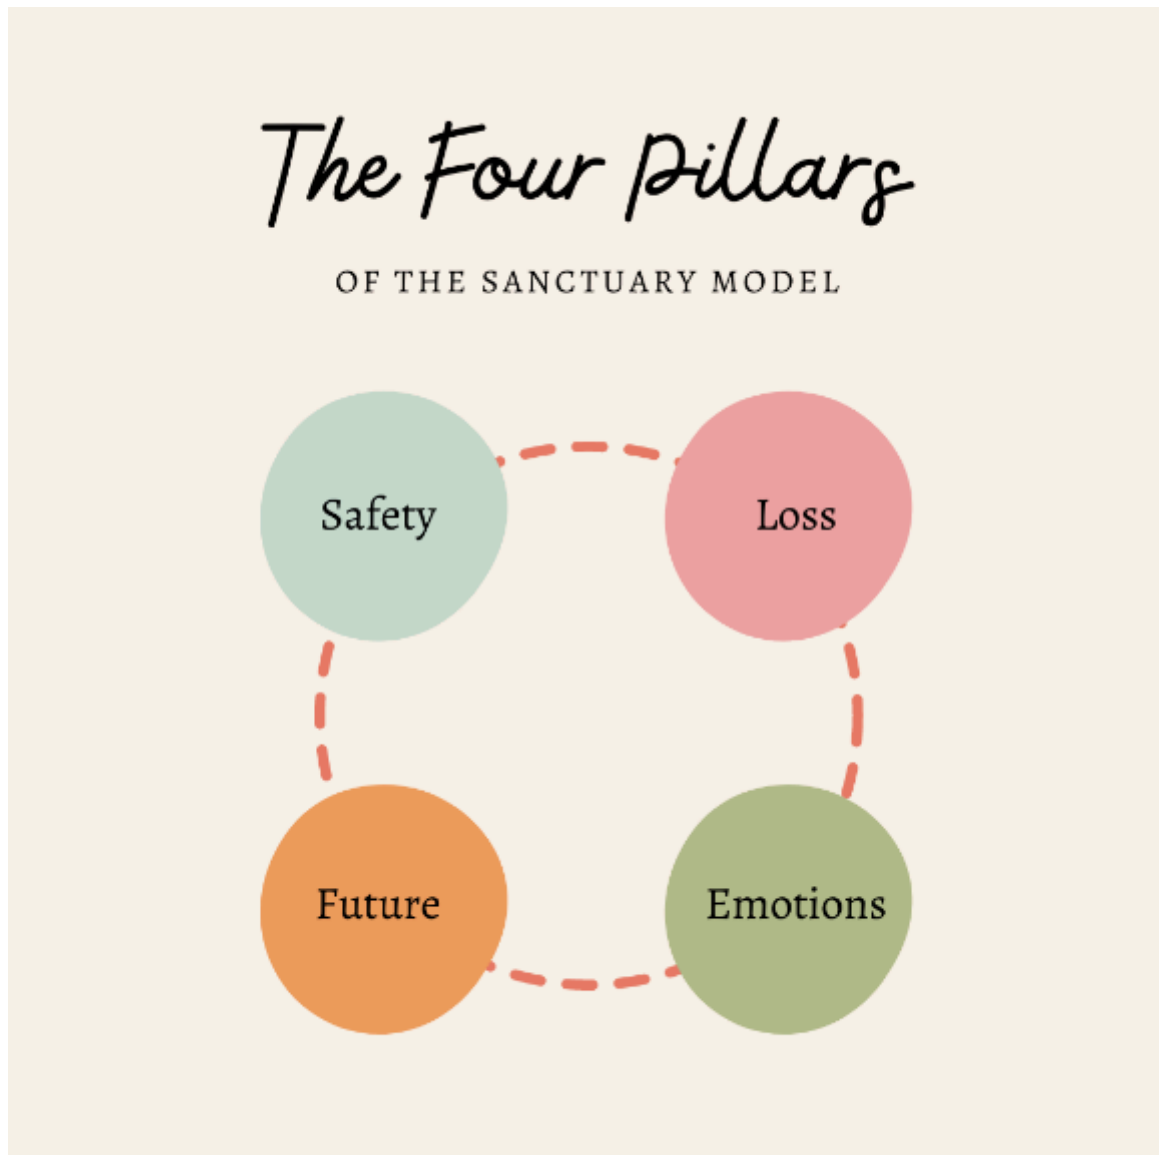 The Four Pillars
OF THE SANCTUARY MODEL
Safety
Loss
Future
Emotions